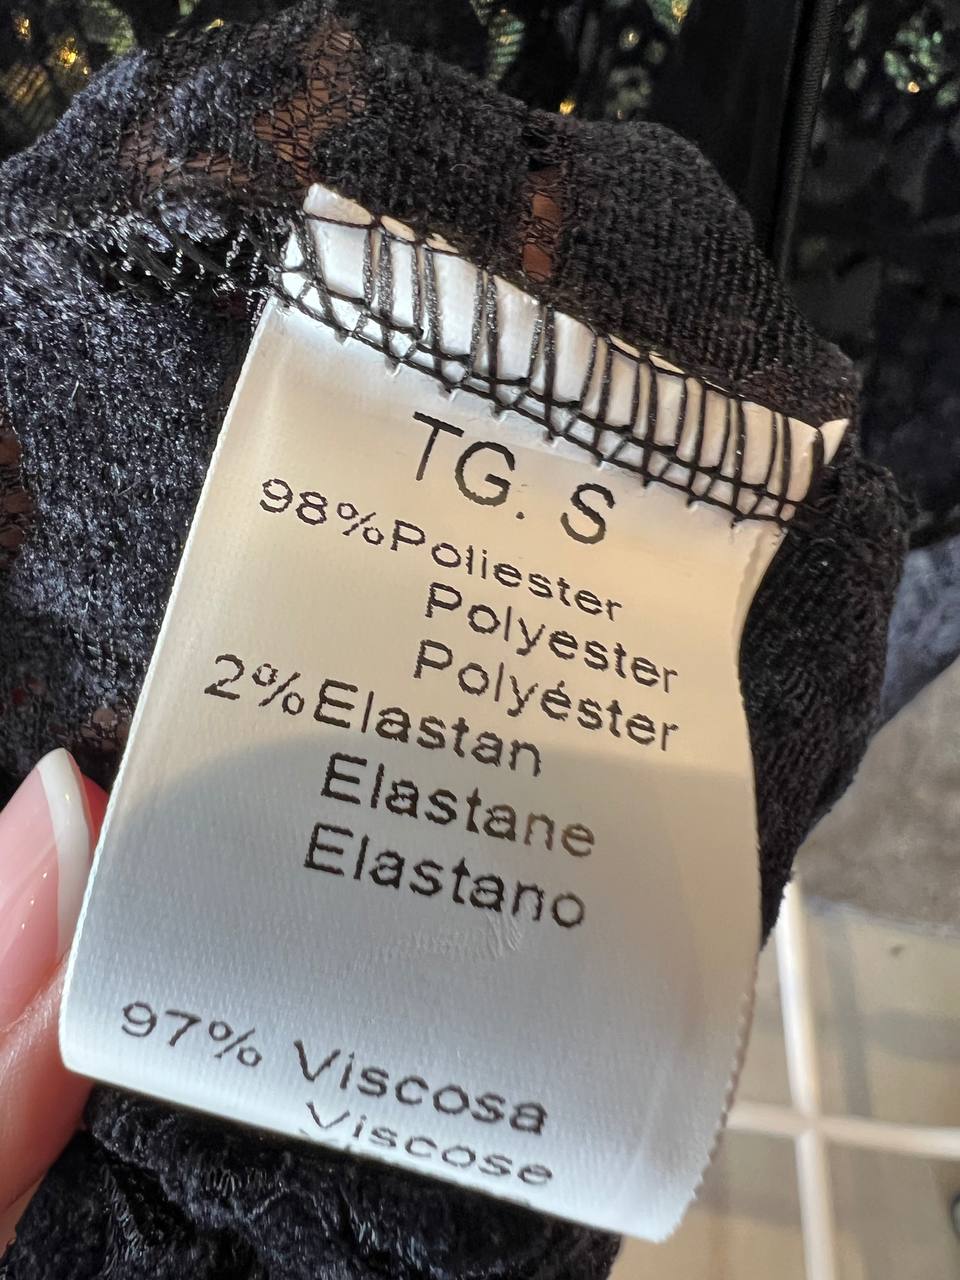 TG. S
98%Poliester
Polyester
Polyéster
2%Elastan
Elastane
Elastano
97% Viscosa
Viscose